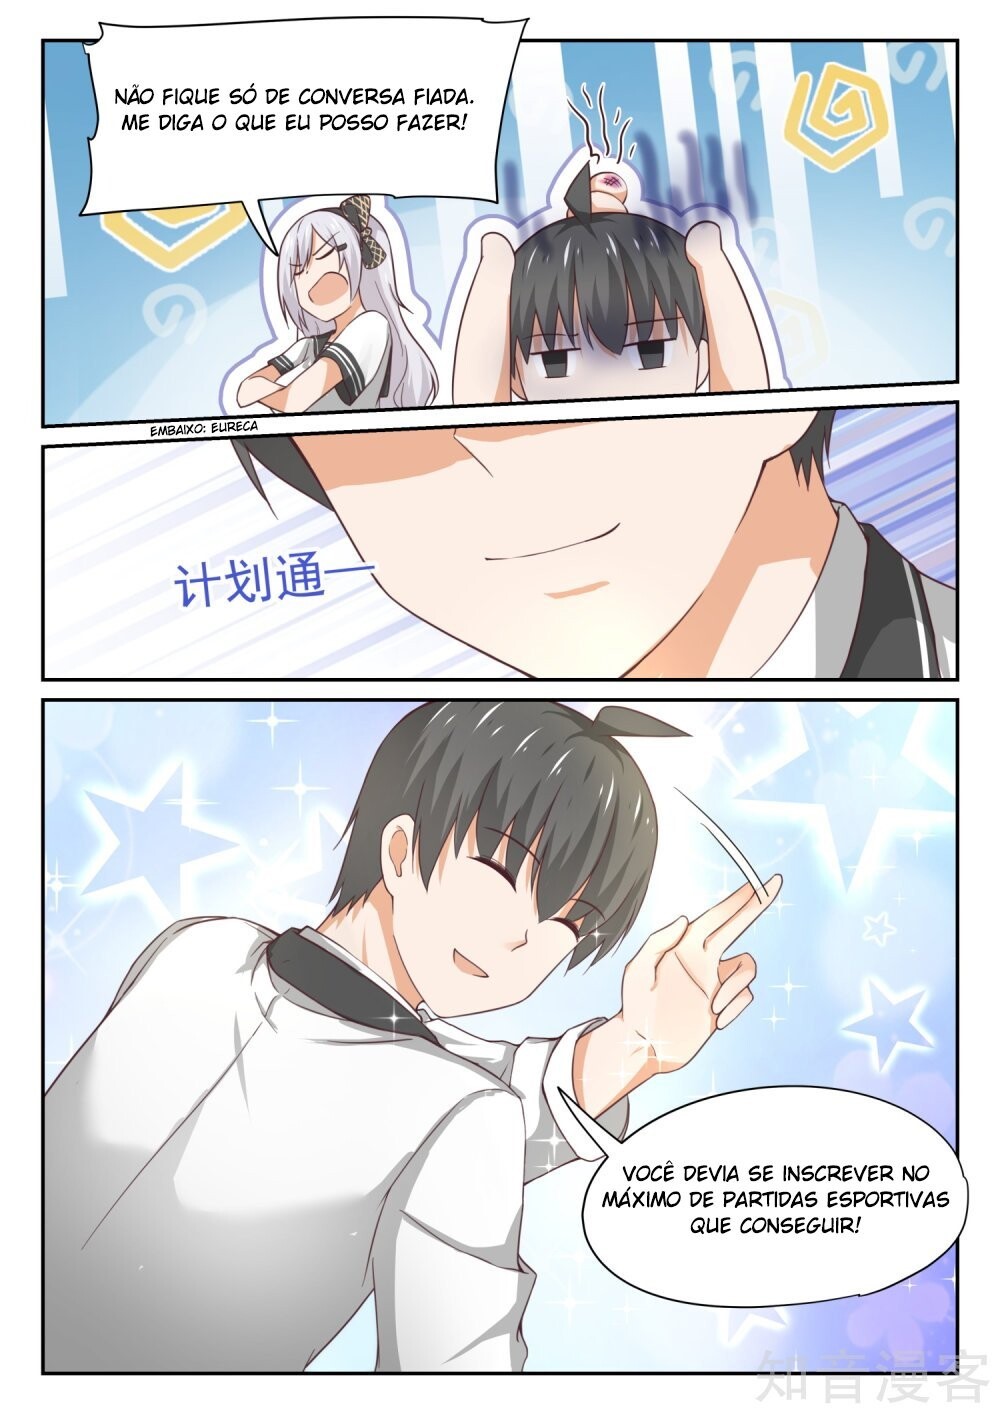 NÃO FIQUE SÓ DE CONVERSA FIADA.
ME DIGA O QUE EU POSSO FAZER!
EMBAIXO: EURECA
计划通—
VOCÊ DEVIA SE INSCREVER NO
MÁXIMO DE PARTIDAS ESPORTIVAS
QUE CONSEGUIR!
知音漫客